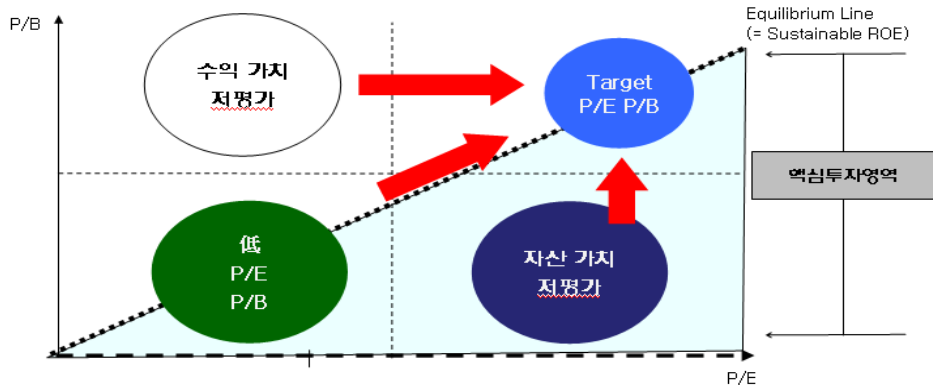 P/B
Equilibrium Line
(= Sustainable ROE)
수익 가치
저평가
Target
P/E P/B
핵심투자영역
低
P/E
P/B
자산 가치
저평가
P/E